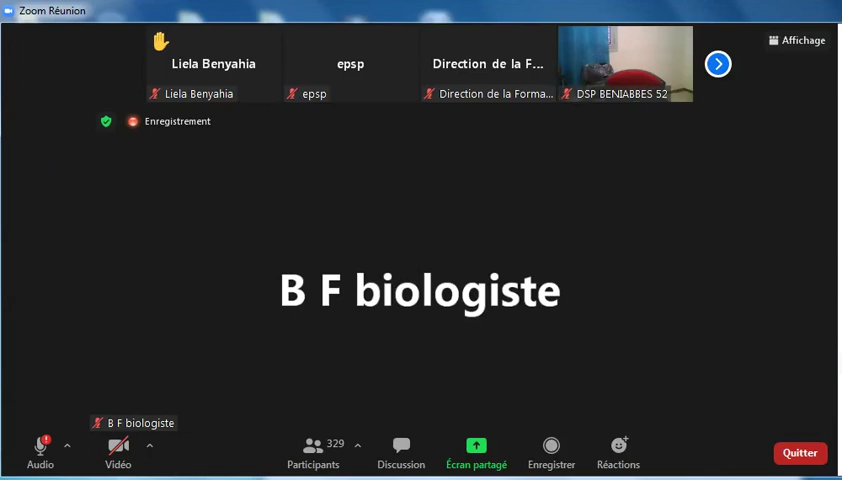 Zoom Réunion
Liela Benyahia
epsp
Direction de la F...
Affichage
Liela Benyahia
epsp
Direction de la Forma...
DSP BENIABBES 52
Enregistrement
B F biologiste
B F biologiste
329
Audio
Vidéo
Participants
Discussion
Écran partagé
Enregistrer
Réactions
Quitter